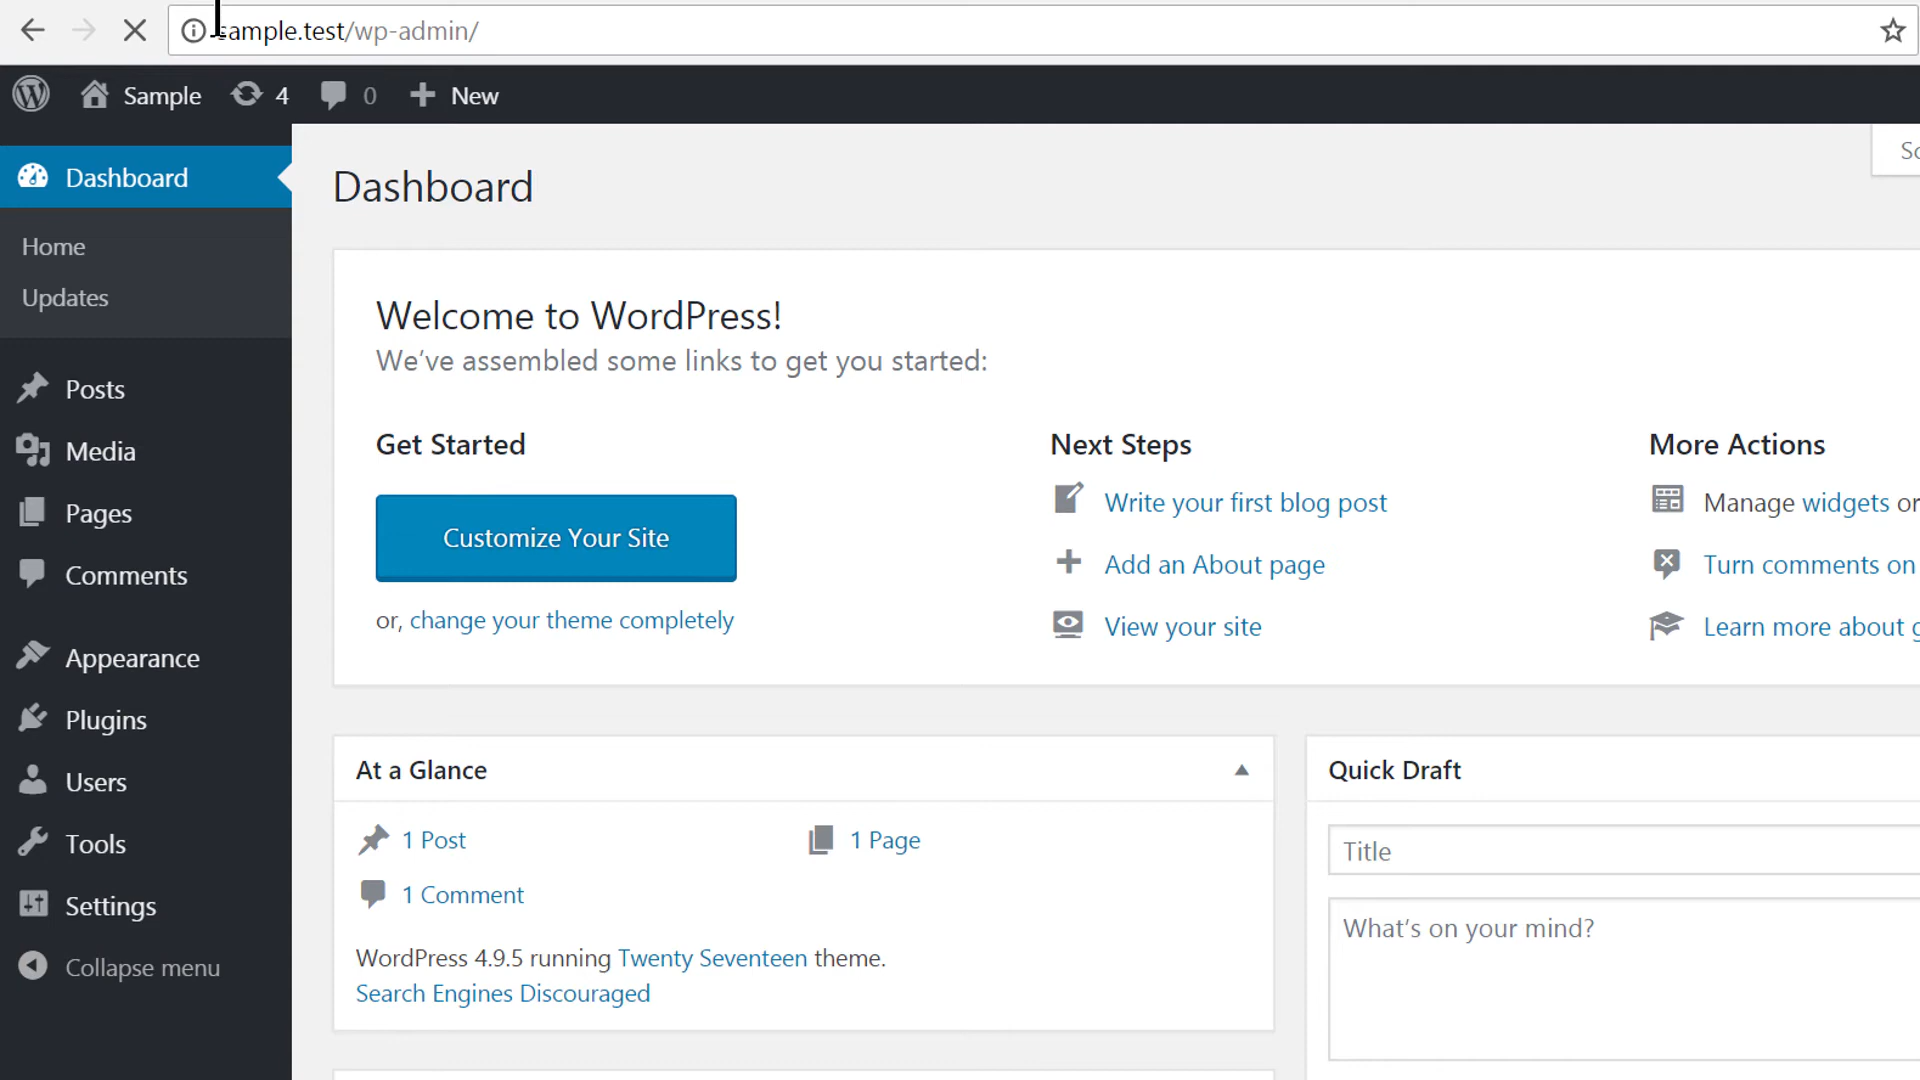 sample.test/wp-admin/
Sample 4 0 New
Dashboard
Home
Updates
Posts
Media
Pages
Comments
Appearance
Plugins
Users
Tools
Settings
Collapse menu
Dashboard
Welcome to WordPress!
We've assembled some links to get you started:
Get Started
Customize Your Site
or, change your theme completely
Next Steps
Write your first blog post
Add an About page
View your site
More Actions
Manage widgets or
Turn comments on
Learn more about
At a Glance
1 Post
1 Page
1 Comment
WordPress 4.9.5 running Twenty Seventeen theme.
Search Engines Discouraged
Quick Draft
Title
What's on your mind?